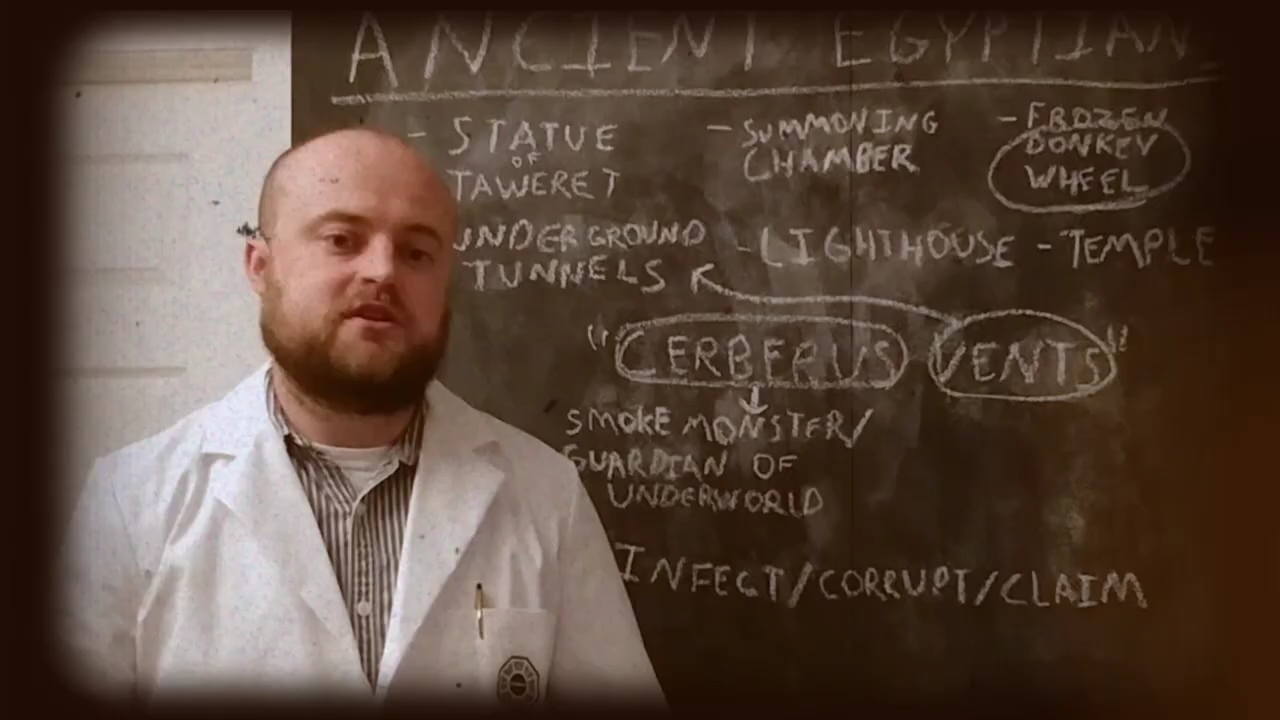 ANCIENT EGYPTIAN
- STATUE
OF
TAWERET
- SUMMONING
CHAMBER
- FROZEN
DONKEY
WHEEL
UNDERGROUND
TUNNELS
- LIGHTHOUSE
- TEMPLE
"CERBERUS VENTS"
SMOKE MONSTER/
GUARDIAN OF
UNDERWORLD
INFECT/CORRUPT/CLAIM